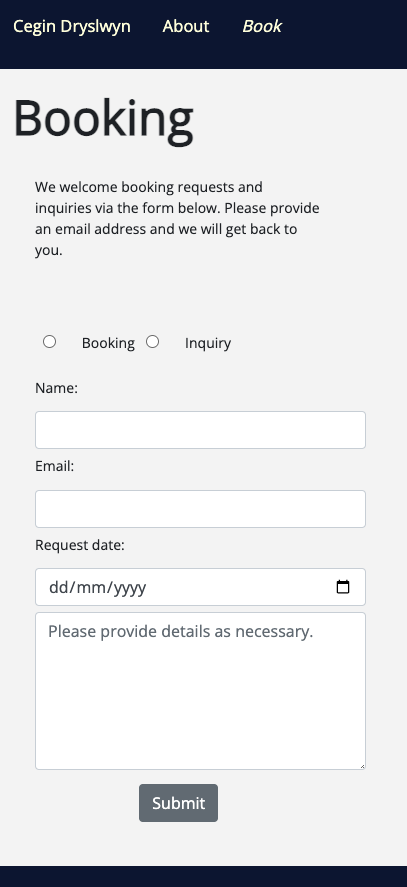 Cegin Dryslwyn About Book
Booking
We welcome booking requests and
inquiries via the form below. Please provide
an email address and we will get back to
you.
Booking Inquiry
Name:
Email:
Request date:
dd/mm/yyyy
Please provide details as necessary.
Submit